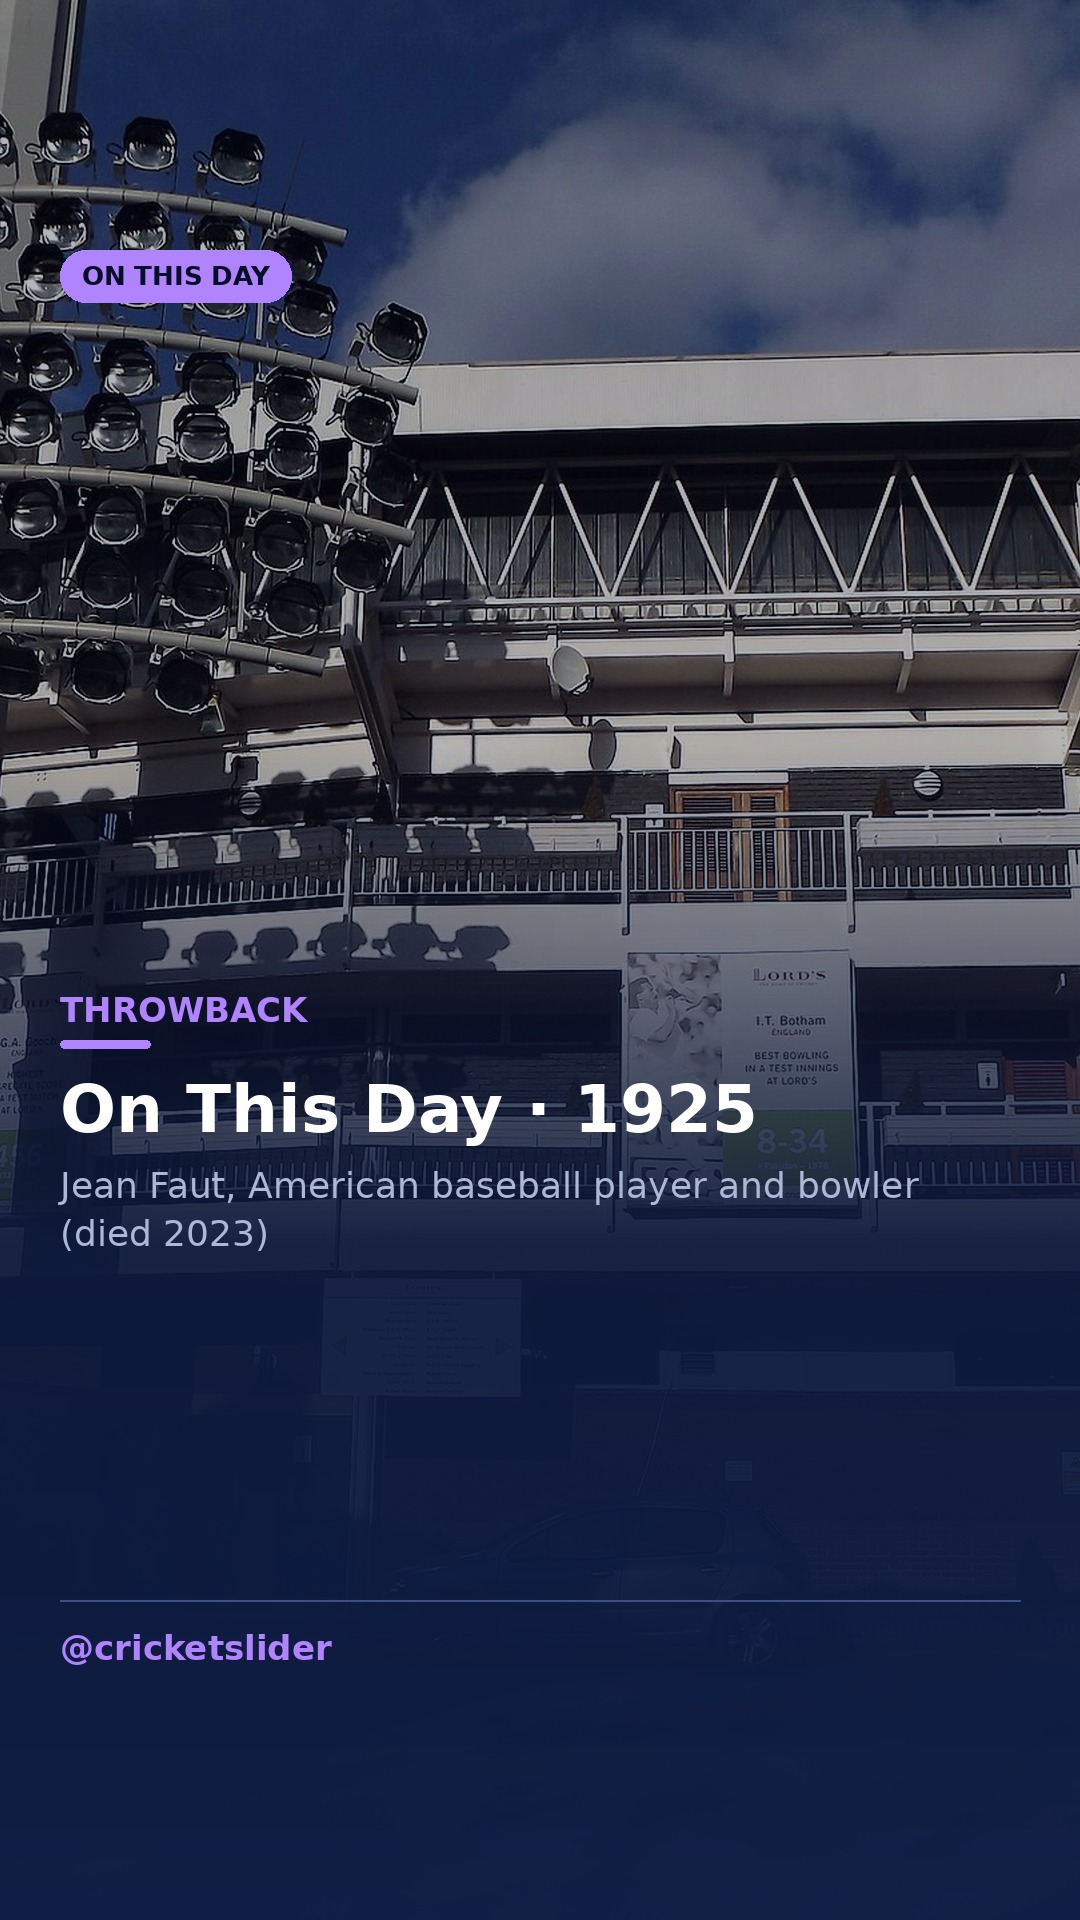 ON THIS DAY
LORD'S
I.T. Botham
ENGLAND
BEST BOWLING
IN A TEST INNINGS
AT LORD'S
8-34
THROWBACK
On This Day · 1925
Jean Faut, American baseball player and bowler
(died 2023)
@cricketslider